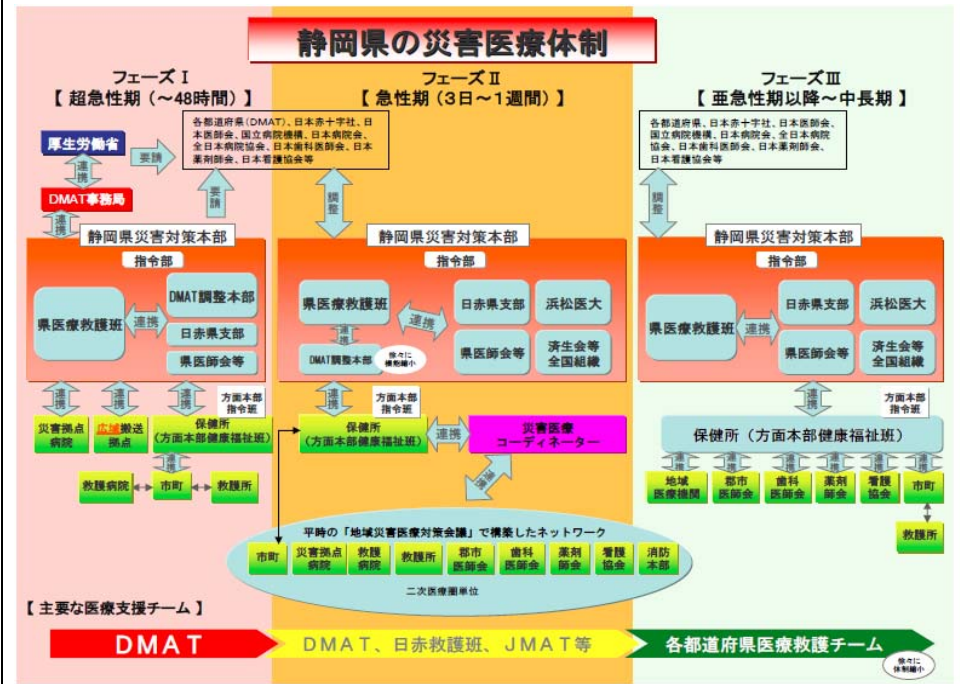 静岡県の災害医療体制
フェーズⅠ
【 超急性期(～48時間) 】
厚生労働省
連携
DMAT事務局
連携
要請
要請
各都道府県(DMAT)、日本赤十字社、日
本医師会、国立病院機構、日本病院会、
全日本病院協会、日本歯科医師会、日本
薬剤師会、日本看護協会等
静岡県災害対策本部
指令部
県医療救護班
連携
DMAT調整本部
日赤県支部
県医師会等
連携
連携
連携
方面本部
指令班
災害拠点
病院
広域搬送
拠点
保健所
(方面本部健康福祉班)
連携
救護病院
市町
救護所
フェーズⅡ
【 急性期(3日～1週間) 】
調整
静岡県災害対策本部
指令部
県医療救護班
連携
DMAT調整本部
徐々に
機能縮小
連携
日赤県支部
浜松医大
県医師会等
済生会等
全国組織
連携
方面本部
指令班
保健所
(方面本部健康福祉班)
連携
災害医療
コーディネーター
連携
平時の「地域災害医療対策会議」で構築したネットワーク
市町
災害拠点
病院
救護
病院
救護所
郡市
医師会
歯科
医師会
薬剤
師会
看護
協会
消防
本部
二次医療圏単位
フェーズⅢ
【 亜急性期以降～中長期 】
各都道府県、日本赤十字社、日本医師会、
国立病院機構、日本病院会、全日本病院
協会、日本歯科医師会、日本薬剤師会、
日本看護協会等
調整
静岡県災害対策本部
指令部
県医療救護班
連携
日赤県支部
浜松医大
県医師会等
済生会等
全国組織
連携
方面本部
指令班
保健所(方面本部健康福祉班)
連携
連携
連携
連携
連携
連携
地域
医療機関
郡市
医師会
歯科
医師会
薬剤
師会
看護
協会
市町
救護所
【 主要な医療支援チーム 】
DMAT
DMAT、日赤救護班、JMAT等
各都道府県医療救護チーム
徐々に
体制縮小